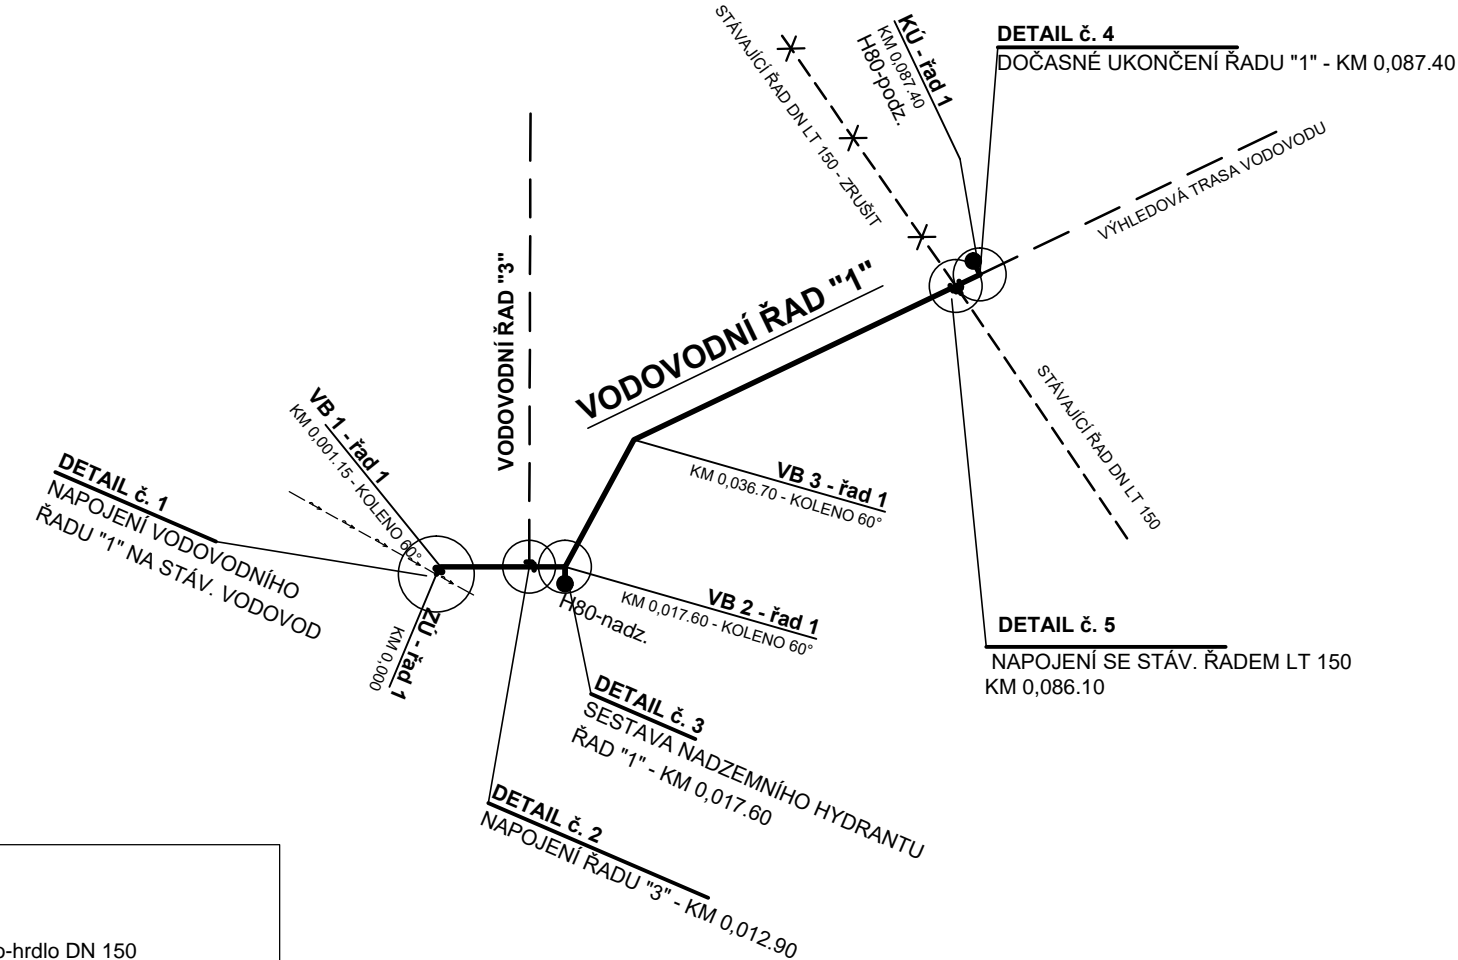 STÁVAJÍCÍ ŘAD DN LT 150 - ZRUŠIT
KÚ - řad 1
KM 0,087.40
H80-podz.
DETAIL č. 4
DOČASNÉ UKONČENÍ ŘADU "1" - KM 0,087.40
VÝHLEDOVÁ TRASA VODOVODU
VODOVODNÍ ŘAD "3"
VODOVODNÍ ŘAD "1"
STÁVAJÍCÍ ŘAD DN LT 150
VB 1 - řad 1
KM 0,001.15 - KOLENO 60°
DETAIL č. 1
NAPOJENÍ VODOVODNÍHO
ŘADU "1" NA STÁV. VODOVOD
VB 3 - řad 1
KM 0,036.70 - KOLENO 60°
ZÚ - řad 1
KM 0,000
H80-nadz.
VB 2 - řad 1
KM 0,017.60 - KOLENO 60°
DETAIL č. 5
NAPOJENÍ SE STÁV. ŘADEM LT 150
KM 0,086.10
DETAIL č. 3
SESTAVA NADZEMNÍHO HYDRANTU
ŘAD "1" - KM 0,017.60
DETAIL č. 2
NAPOJENÍ ŘADU "3" - KM 0,012.90
o-hrdlo DN 150